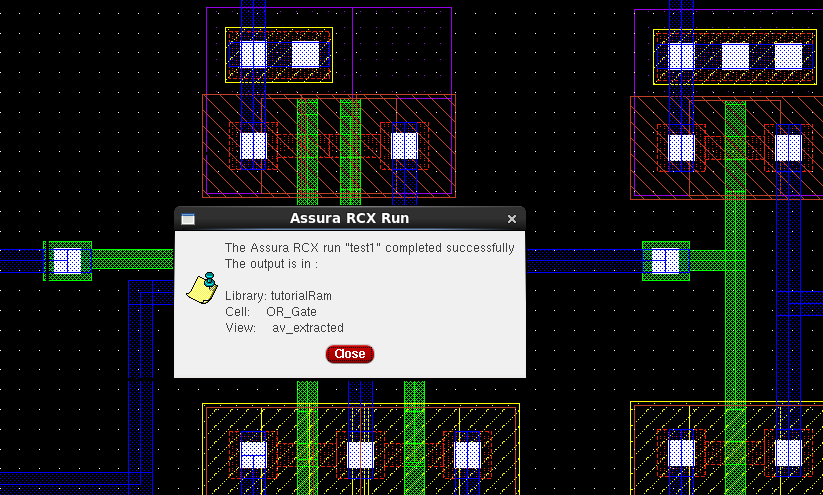 Assura RCX Run
The Assura RCX run "test1" completed successfully
The output is in :
Library: tutorialRam
Cell: OR_Gate
View: av_extracted
Close